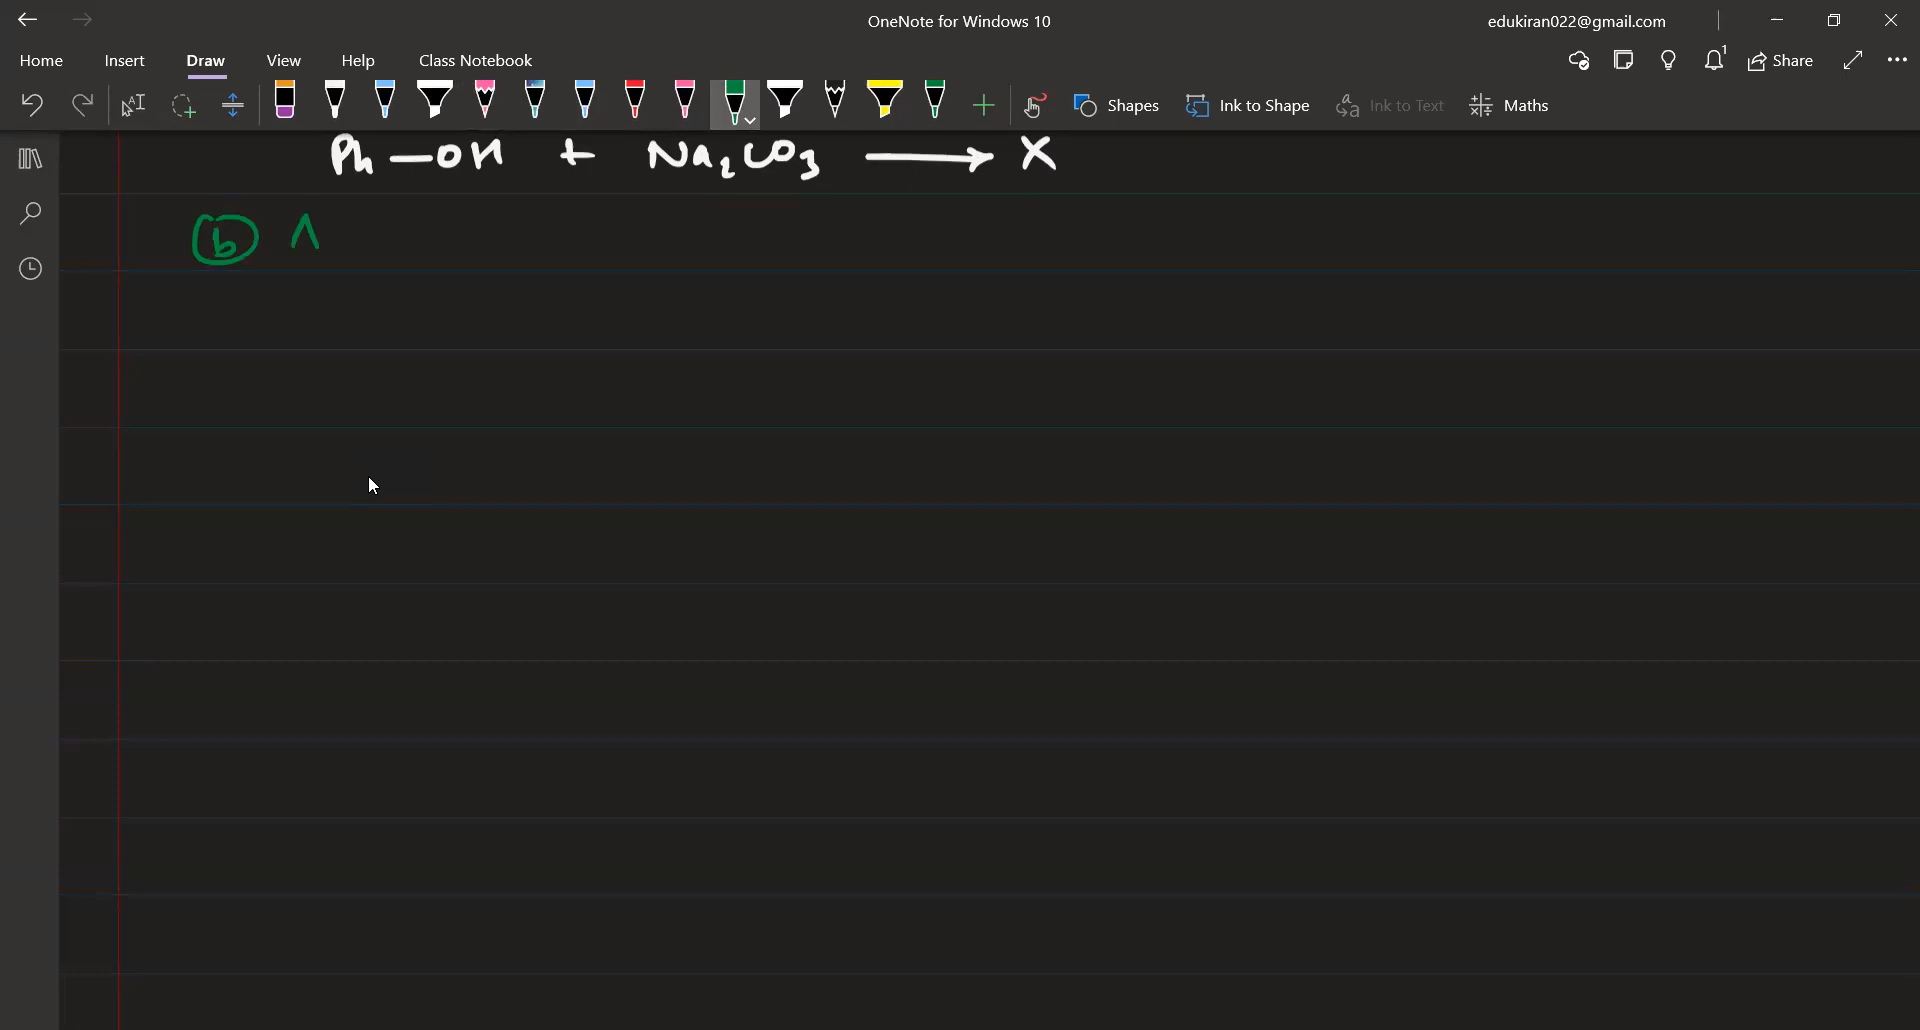 OneNote for Windows 10 edukiran022@gmail.com
Home Insert Draw View Help Class Notebook 1 Share
Shapes Ink to Shape Ink to Text Maths
Ph—OH + Na₂CO₃ ⟶ X
(b) Λ